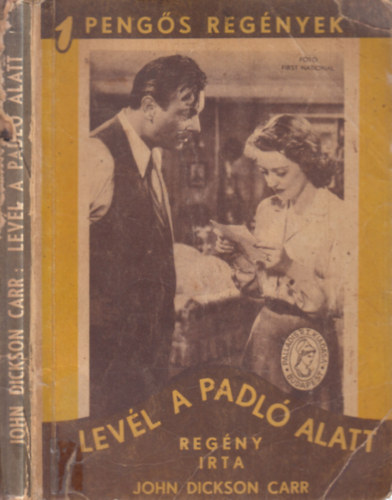 1 PENGŐS REGÉNYEK
FOTÓ:
FIRST NATIONAL
LEVÉL A PADLÓ ALATT
REGÉNY
IRTA
JOHN DICKSON CARR
JOHN DICKSON CARR: LEVÉL A PADLÓ ALATT